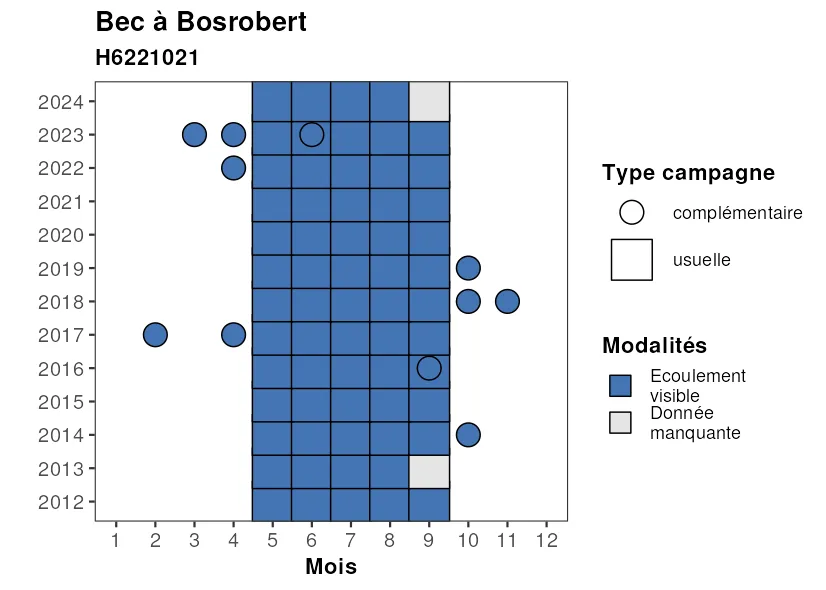 Bec à Bosrobert
H6221021
2024
2023
2022
2021
2020
2019
2018
2017
2016
2015
2014
2013
2012
1 2 3 4 5 6 7 8 9 10 11 12
Mois
Type campagne
complémentaire
usuelle
Modalités
Ecoulement
visible
Donnée
manquante